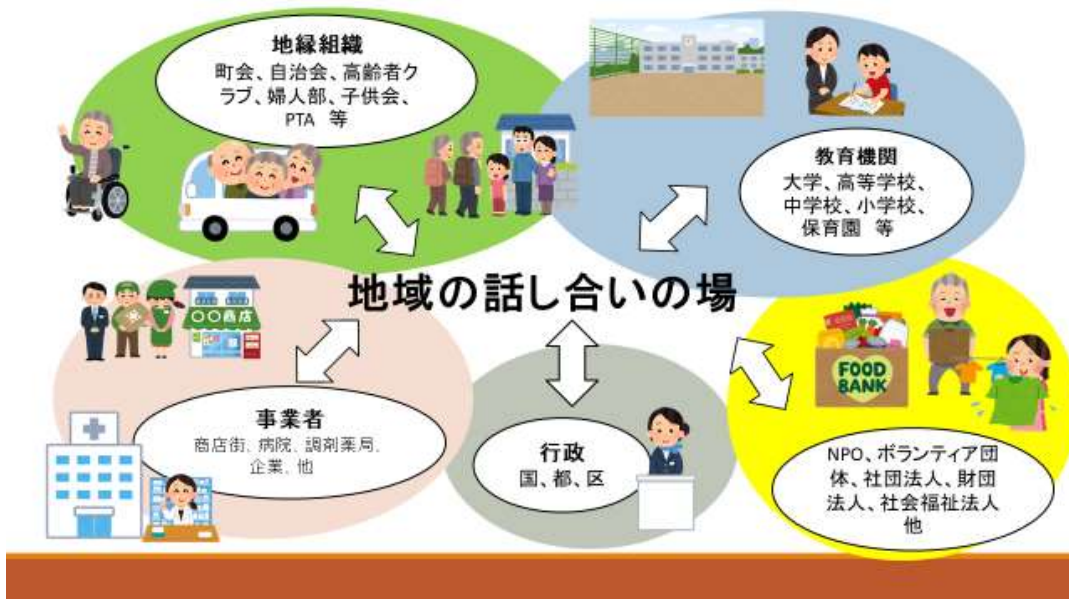 地縁組織
町会、自治会、高齢者ク
ラブ、婦人部、子供会、
PTA 等
教育機関
大学、高等学校、
中学校、小学校、
保育園 等
地域の話し合いの場
〇〇商店
事業者
商店街、病院、調剤薬局、
企業、他
行政
国、都、区
FOOD
BANK
NPO、ボランティア団
体、社団法人、財団
法人、社会福祉法人
他